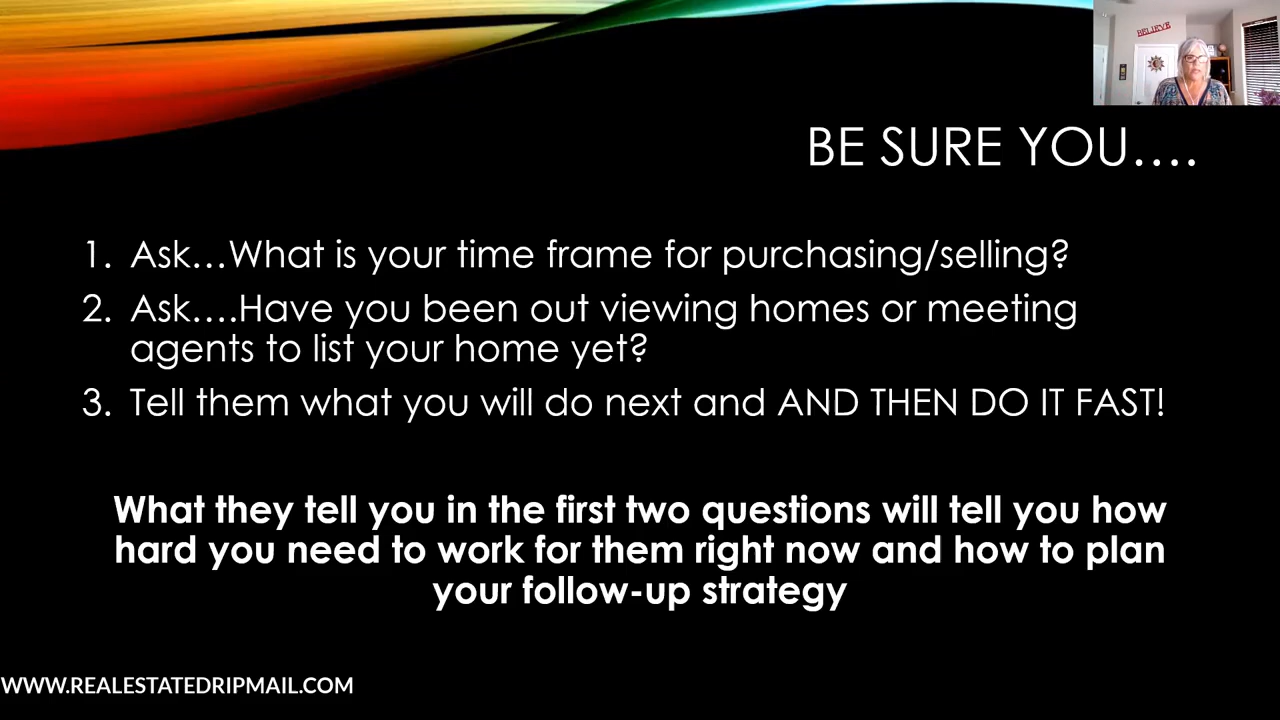 BELIEVE
BE SURE YOU....
1. Ask...What is your time frame for purchasing/selling?
2. Ask....Have you been out viewing homes or meeting
agents to list your home yet?
3. Tell them what you will do next and AND THEN DO IT FAST!
What they tell you in the first two questions will tell you how
hard you need to work for them right now and how to plan
your follow-up strategy
WWW.REALESTATEDRIPMAIL.COM